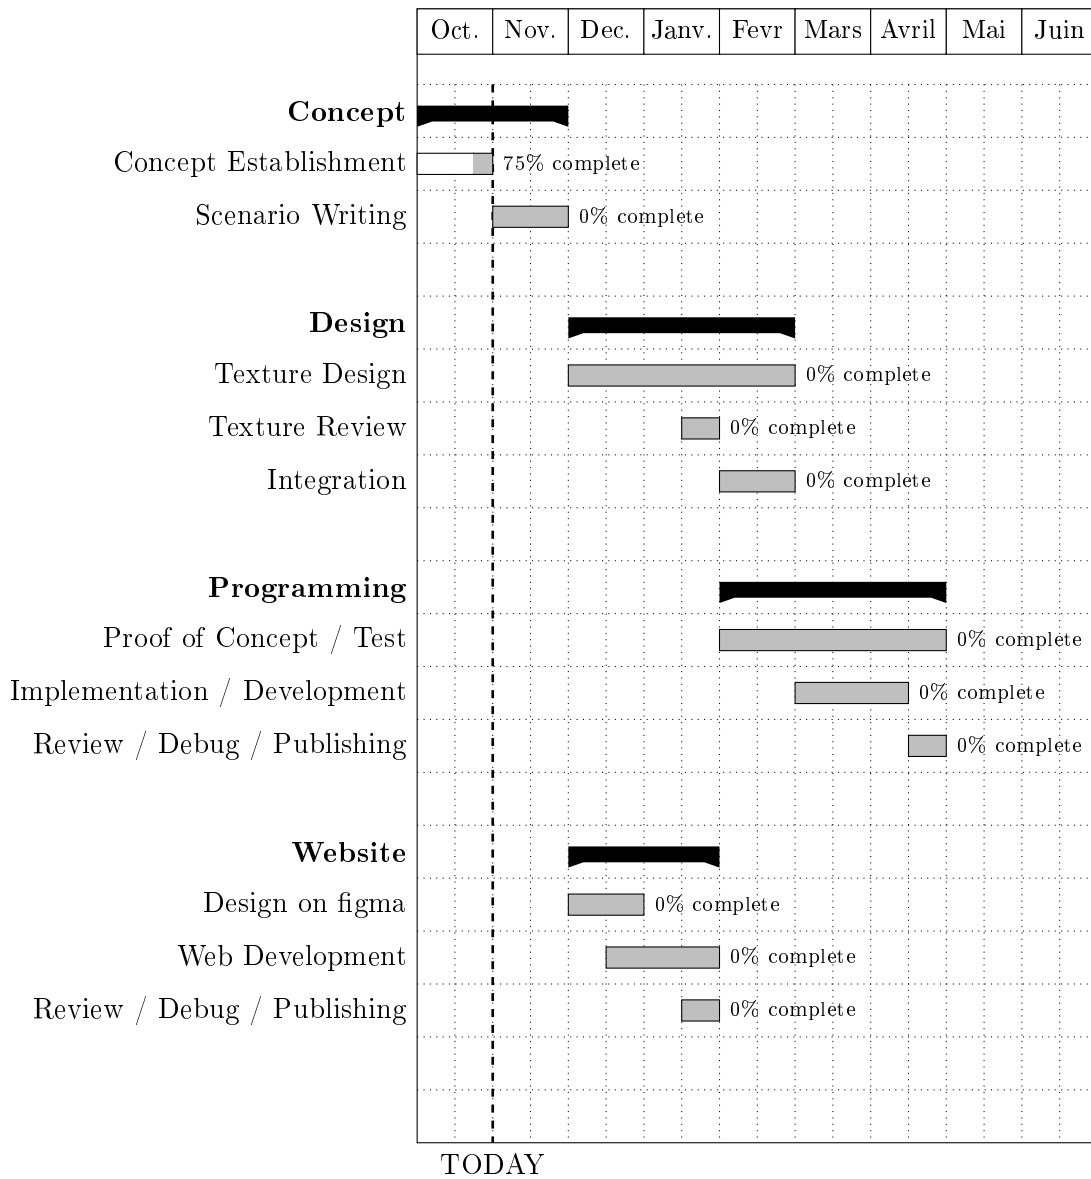 Oct. Nov. Dec. Janv. Fevr Mars Avril Mai Juin
Concept
Concept Establishment 75% complete
Scenario Writing 0% complete
Design
Texture Design 0% complete
Texture Review 0% complete
Integration 0% complete
Programming
Proof of Concept / Test 0% complete
Implementation / Development 0% complete
Review / Debug / Publishing 0% complete
Website
Design on figma 0% complete
Web Development 0% complete
Review / Debug / Publishing 0% complete
TODAY